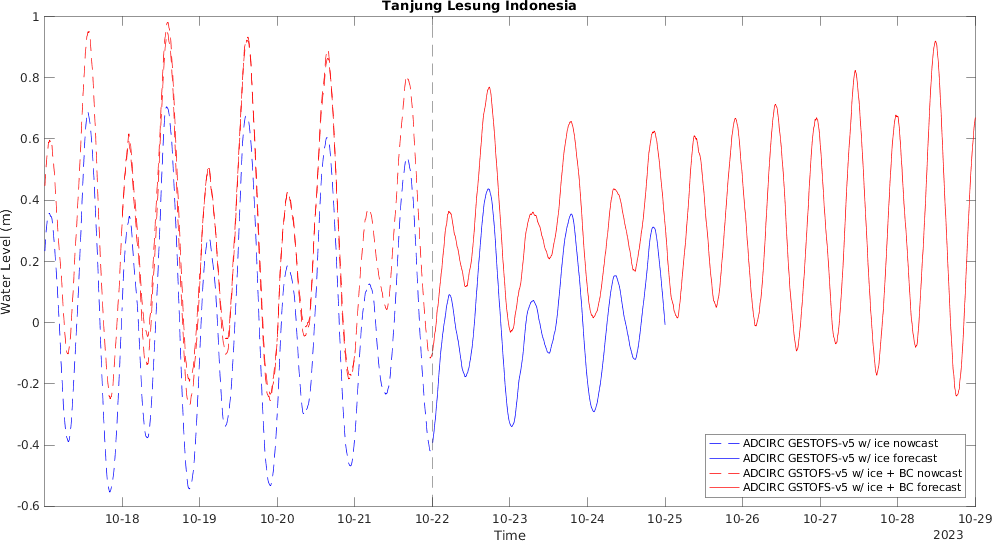 Tanjung Lesung Indonesia
1
0.8
0.6
0.4
0.2
0
-0.2
-0.4
-0.6
Water Level (m)
10-18 10-19 10-20 10-21 10-22 10-23 10-24 10-25 10-26 10-27 10-28 10-29
Time
2023
ADCIRC GESTOFS-v5 w/ ice nowcast
ADCIRC GESTOFS-v5 w/ ice forecast
ADCIRC GSTOFS-v5 w/ ice + BC nowcast
ADCIRC GSTOFS-v5 w/ ice + BC forecast